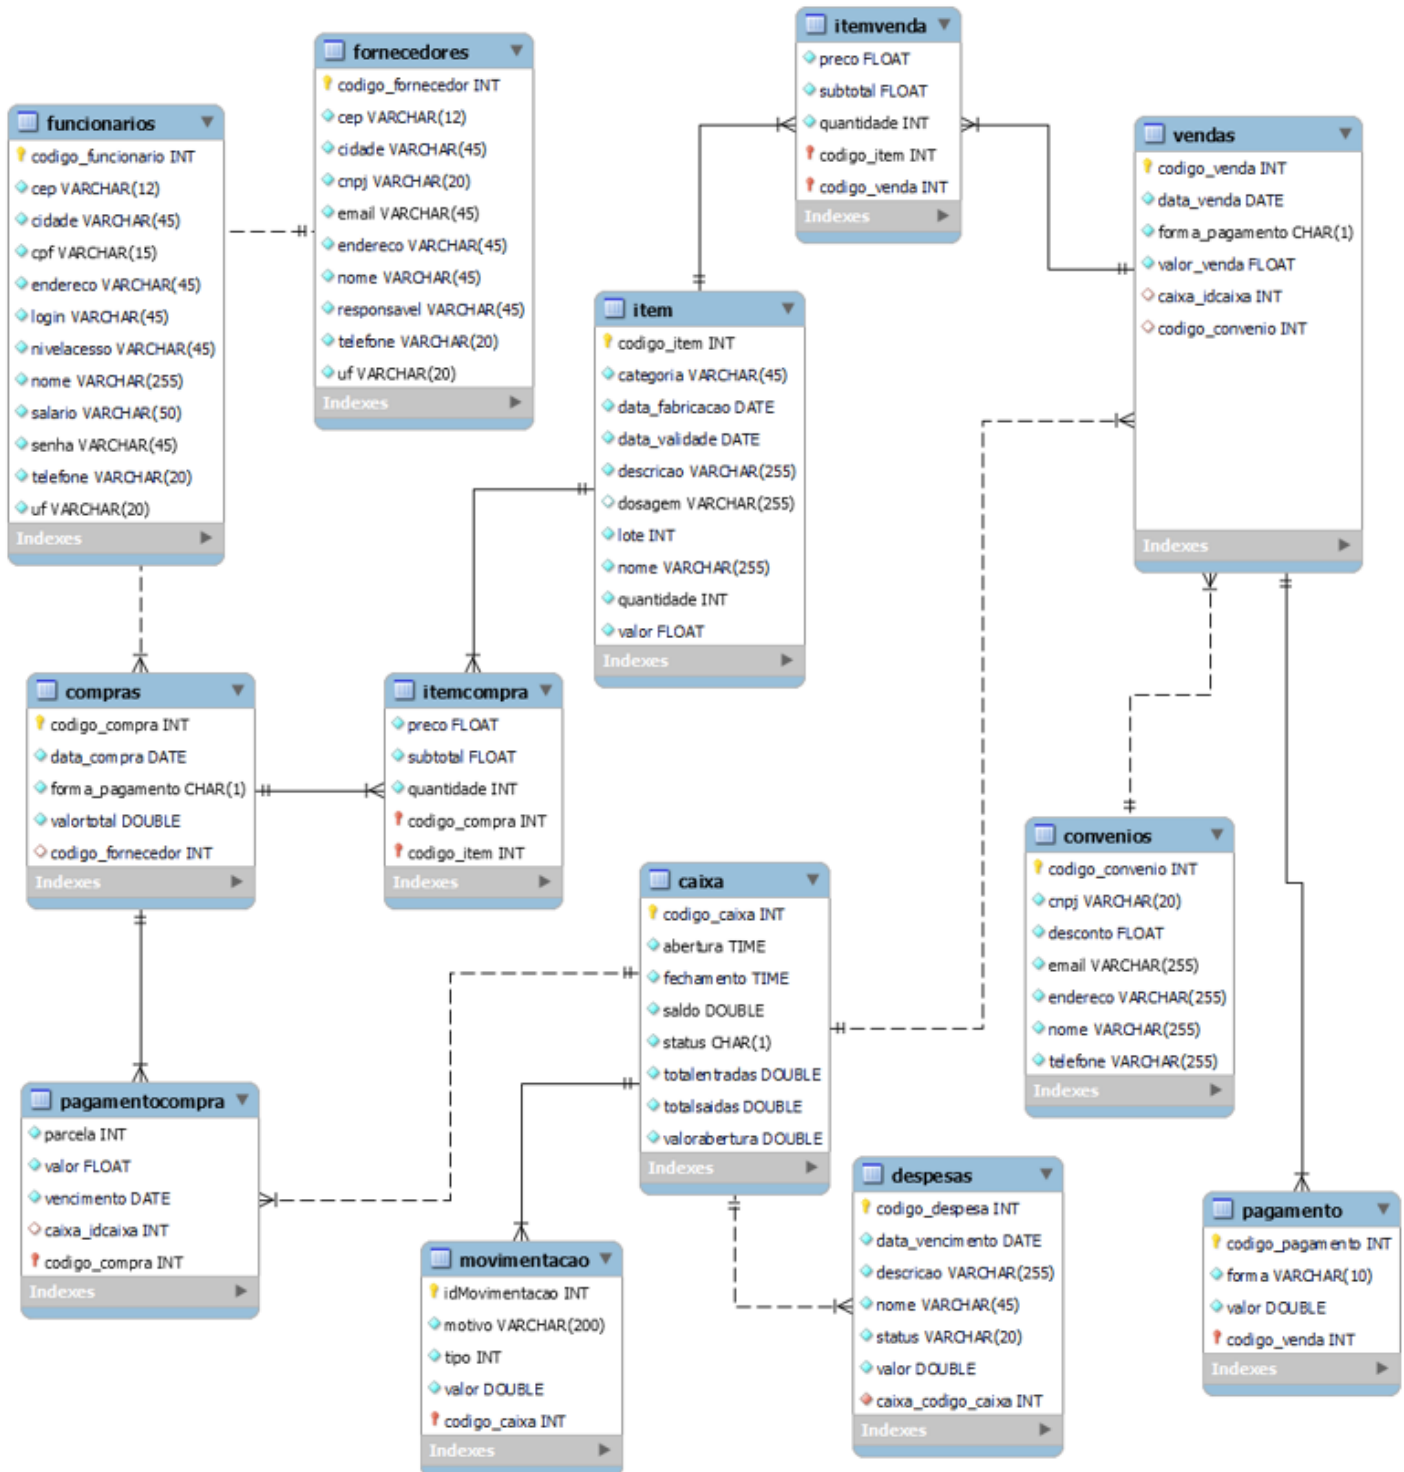 itemvenda
preco FLOAT
subtotal FLOAT
quantidade INT
codigo_item INT
codigo_venda INT
Indexes
fornecedores
codigo_fornecedor INT
cep VARCHAR(12)
cidade VARCHAR(45)
cnpj VARCHAR(20)
email VARCHAR(45)
endereco VARCHAR(45)
nome VARCHAR(45)
responsavel VARCHAR(45)
telefone VARCHAR(20)
uf VARCHAR(20)
Indexes
funcionarios
codigo_funcionario INT
cep VARCHAR(12)
cidade VARCHAR(45)
cpf VARCHAR(15)
endereco VARCHAR(45)
login VARCHAR(45)
nivelacesso VARCHAR(45)
nome VARCHAR(255)
salario VARCHAR(50)
senha VARCHAR(45)
telefone VARCHAR(20)
uf VARCHAR(20)
Indexes
vendas
codigo_venda INT
data_venda DATE
forma_pagamento CHAR(1)
valor_venda FLOAT
caixa_idcaixa INT
codigo_convenio INT
Indexes
item
codigo_item INT
categoria VARCHAR(45)
data_fabricacao DATE
data_validade DATE
descricao VARCHAR(255)
dosagem VARCHAR(255)
lote INT
nome VARCHAR(255)
quantidade INT
valor FLOAT
Indexes
compras
codigo_compra INT
data_compra DATE
forma_pagamento CHAR(1)
valortotal DOUBLE
codigo_fornecedor INT
Indexes
itemcompra
preco FLOAT
subtotal FLOAT
quantidade INT
codigo_compra INT
codigo_item INT
Indexes
convenios
codigo_convenio INT
cnpj VARCHAR(20)
desconto FLOAT
email VARCHAR(255)
endereco VARCHAR(255)
nome VARCHAR(255)
telefone VARCHAR(255)
Indexes
caixa
codigo_caixa INT
abertura TIME
fechamento TIME
saldo DOUBLE
status CHAR(1)
totalentradas DOUBLE
totalsaidas DOUBLE
valorabertura DOUBLE
Indexes
pagamentocompra
parcela INT
valor FLOAT
vencimento DATE
caixa_idcaixa INT
codigo_compra INT
Indexes
movimentacao
idMovimentacao INT
motivo VARCHAR(200)
tipo INT
valor DOUBLE
codigo_caixa INT
Indexes
despesas
codigo_despesa INT
data_vencimento DATE
descricao VARCHAR(255)
nome VARCHAR(45)
status VARCHAR(20)
valor DOUBLE
caixa_codigo_caixa INT
Indexes
pagamento
codigo_pagamento INT
forma VARCHAR(10)
valor DOUBLE
codigo_venda INT
Indexes